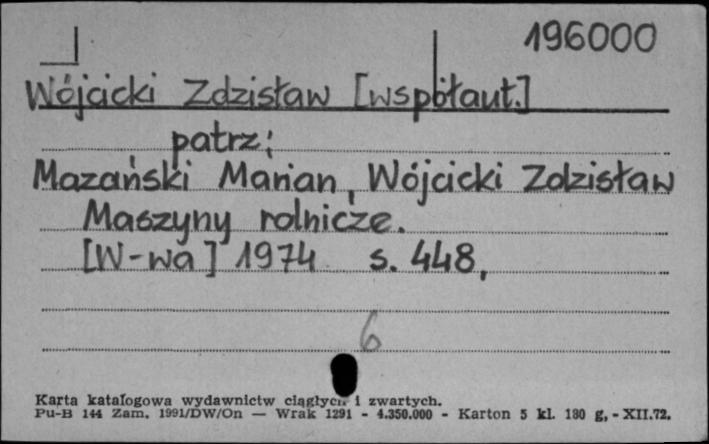 196000
Wójcicki Zdzisław [współaut.]
patrz:
Mazański Marian, Wójcicki Zdzisław
Maszyny rolnicze.
[W-wa] 1974 s. 448,
6
Karta katalogowa wydawnictw ciągłych i zwartych.
Pu-B 144 Zam. 1991/DW/On — Wrak 1291 - 4.350.000 - Karton 5 kl. 180 g, - XII.72.